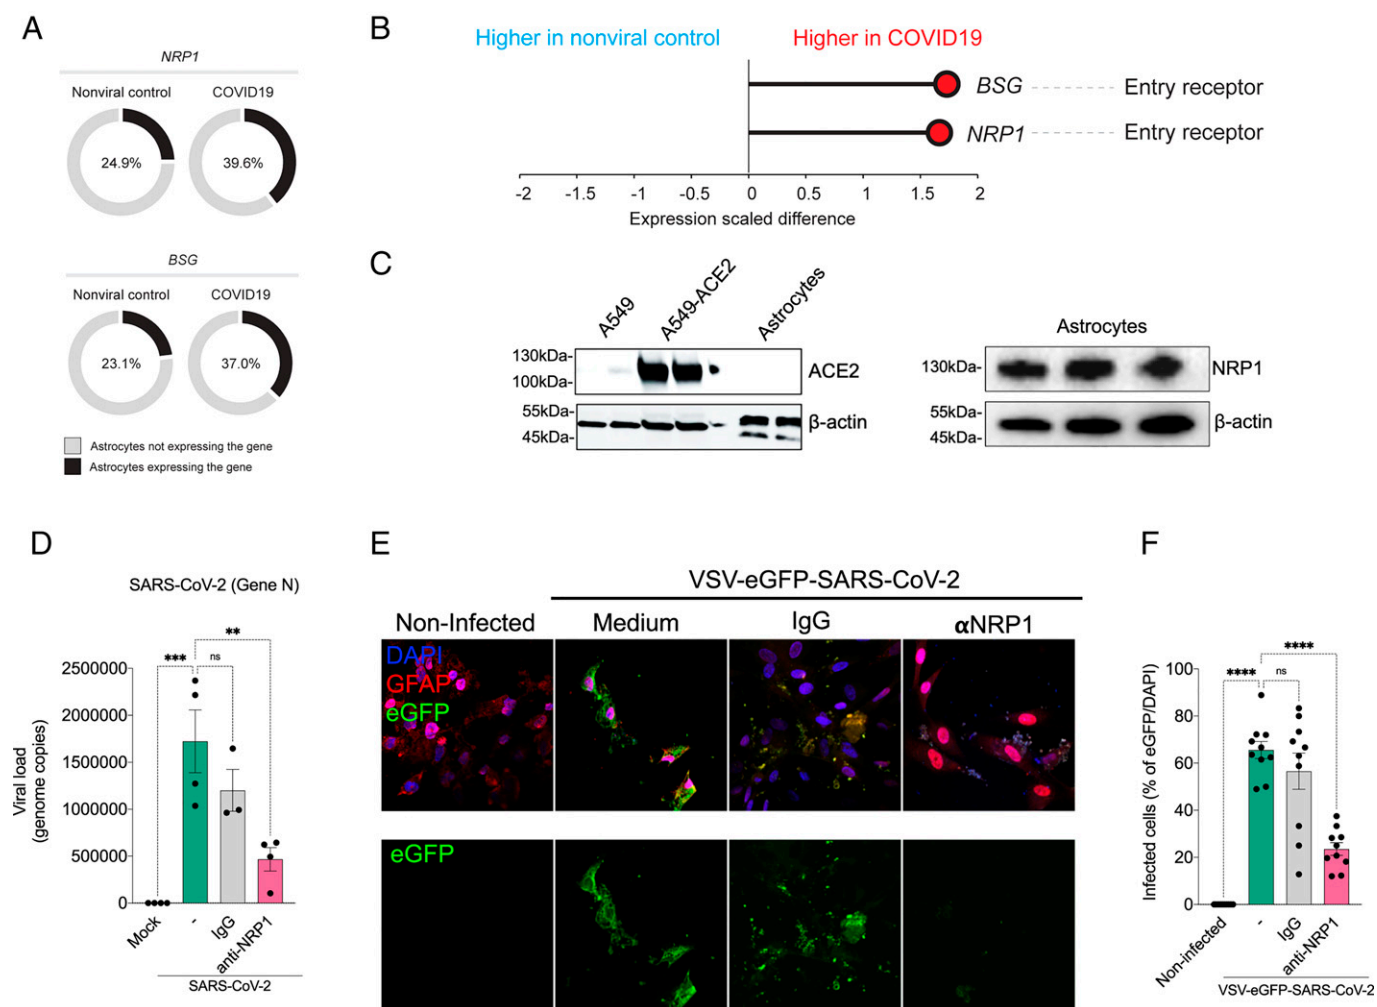 A
NRP1
Nonviral control COVID19
24.9% 39.6%
BSG
Nonviral control COVID19
23.1% 37.0%
Astrocytes not expressing the gene
Astrocytes expressing the gene
B
Higher in nonviral control Higher in COVID19
BSG Entry receptor
NRP1 Entry receptor
-2 -1.5 -1 -0.5 0 0.5 1 1.5 2
Expression scaled difference
C
A549 A549-ACE2 Astrocytes
130kDa-
100kDa-
ACE2
55kDa-
45kDa-
β-actin
Astrocytes
130kDa-
NRP1
55kDa-
45kDa-
β-actin
D
SARS-CoV-2 (Gene N)
**
*** ns
2500000
2000000
1500000
1000000
500000
0
Viral load
(genome copies)
Mock - IgG anti-NRP1
SARS-CoV-2
E
VSV-eGFP-SARS-CoV-2
Non-Infected Medium IgG αNRP1
DAPI
GFAP
eGFP
eGFP
F
****
**** ns
100
80
60
40
20
0
Infected cells (% of eGFP/DAPI)
Non-infected - IgG anti-NRP1
VSV-eGFP-SARS-CoV-2